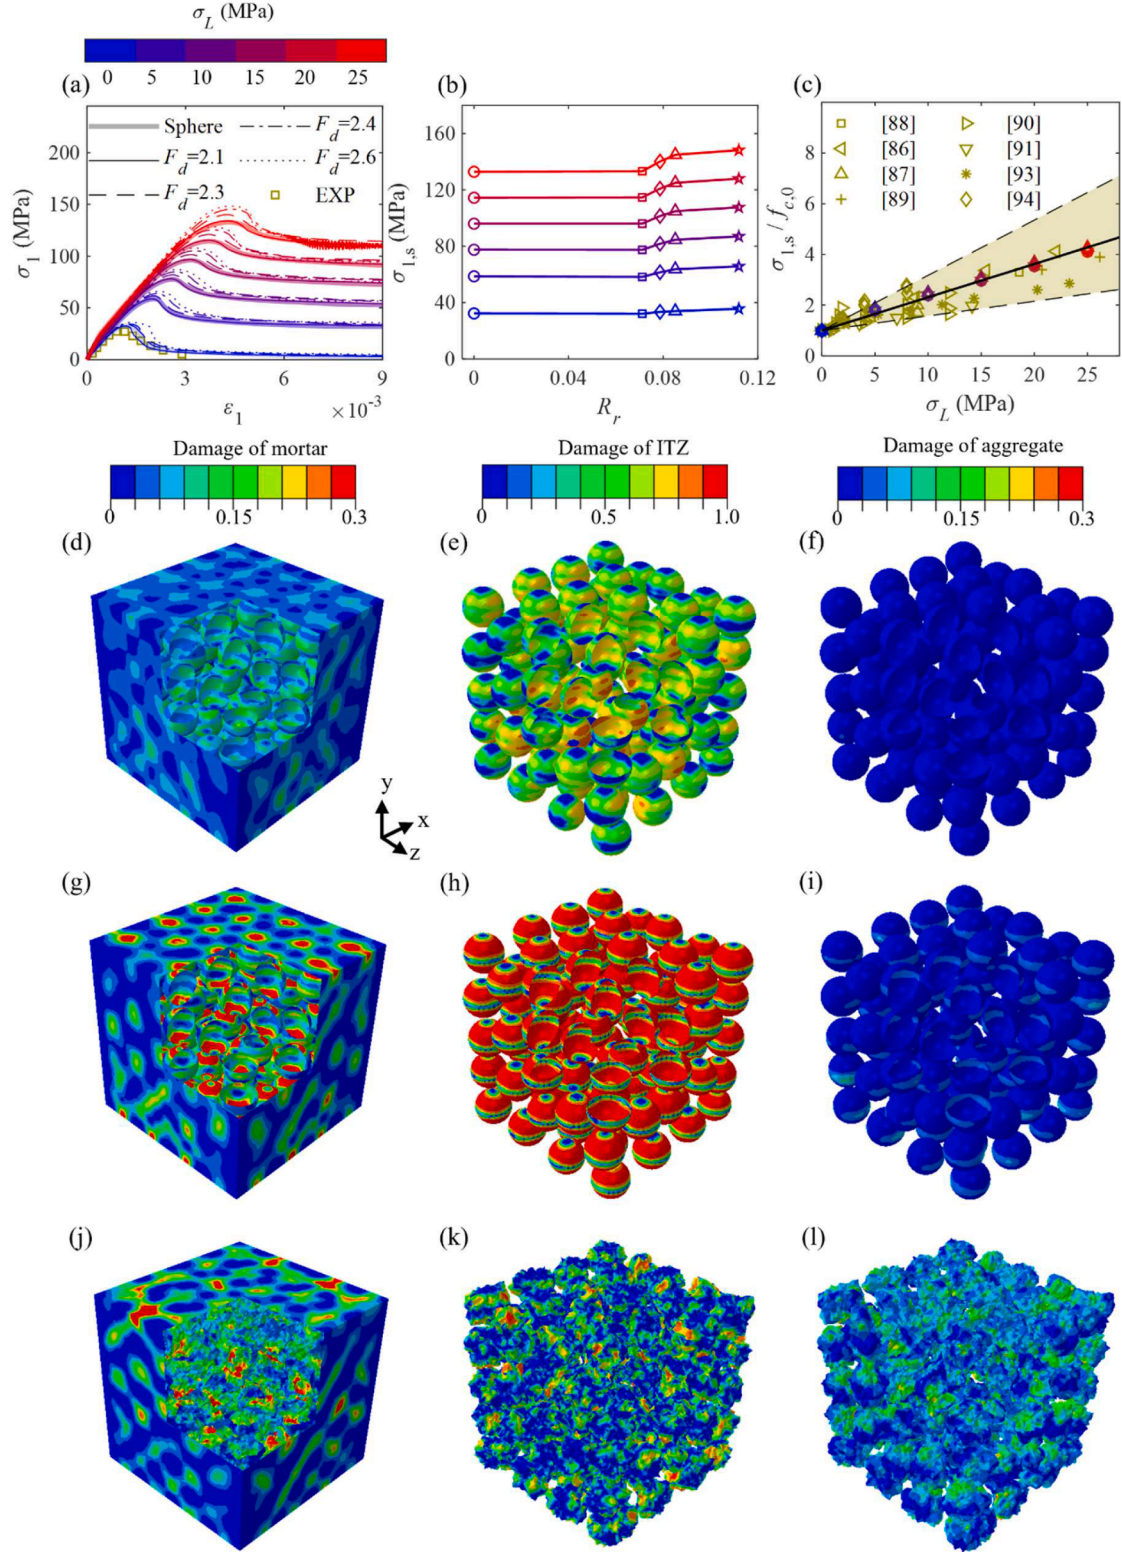 σL (MPa)
0 5 10 15 20 25
(a) (b) (c)
Sphere Fd=2.4
Fd=2.1 Fd=2.6
Fd=2.3 EXP
σ1 (MPa)
200
150
100
50
0
0 3 6 9
ε1 ×10-3
σ1,s (MPa)
160
120
80
40
0
0 0.04 0.08 0.12
Rr
[88] [90]
[86] [91]
[87] [93]
[89] [94]
σ1,s / fc,0
8
6
4
2
0
0 5 10 15 20 25
σL (MPa)
Damage of mortar Damage of ITZ Damage of aggregate
0 0.15 0.3 0 0.5 1.0 0 0.15 0.3
(d) (e) (f)
y
x
z
(g) (h) (i)
(j) (k) (l)